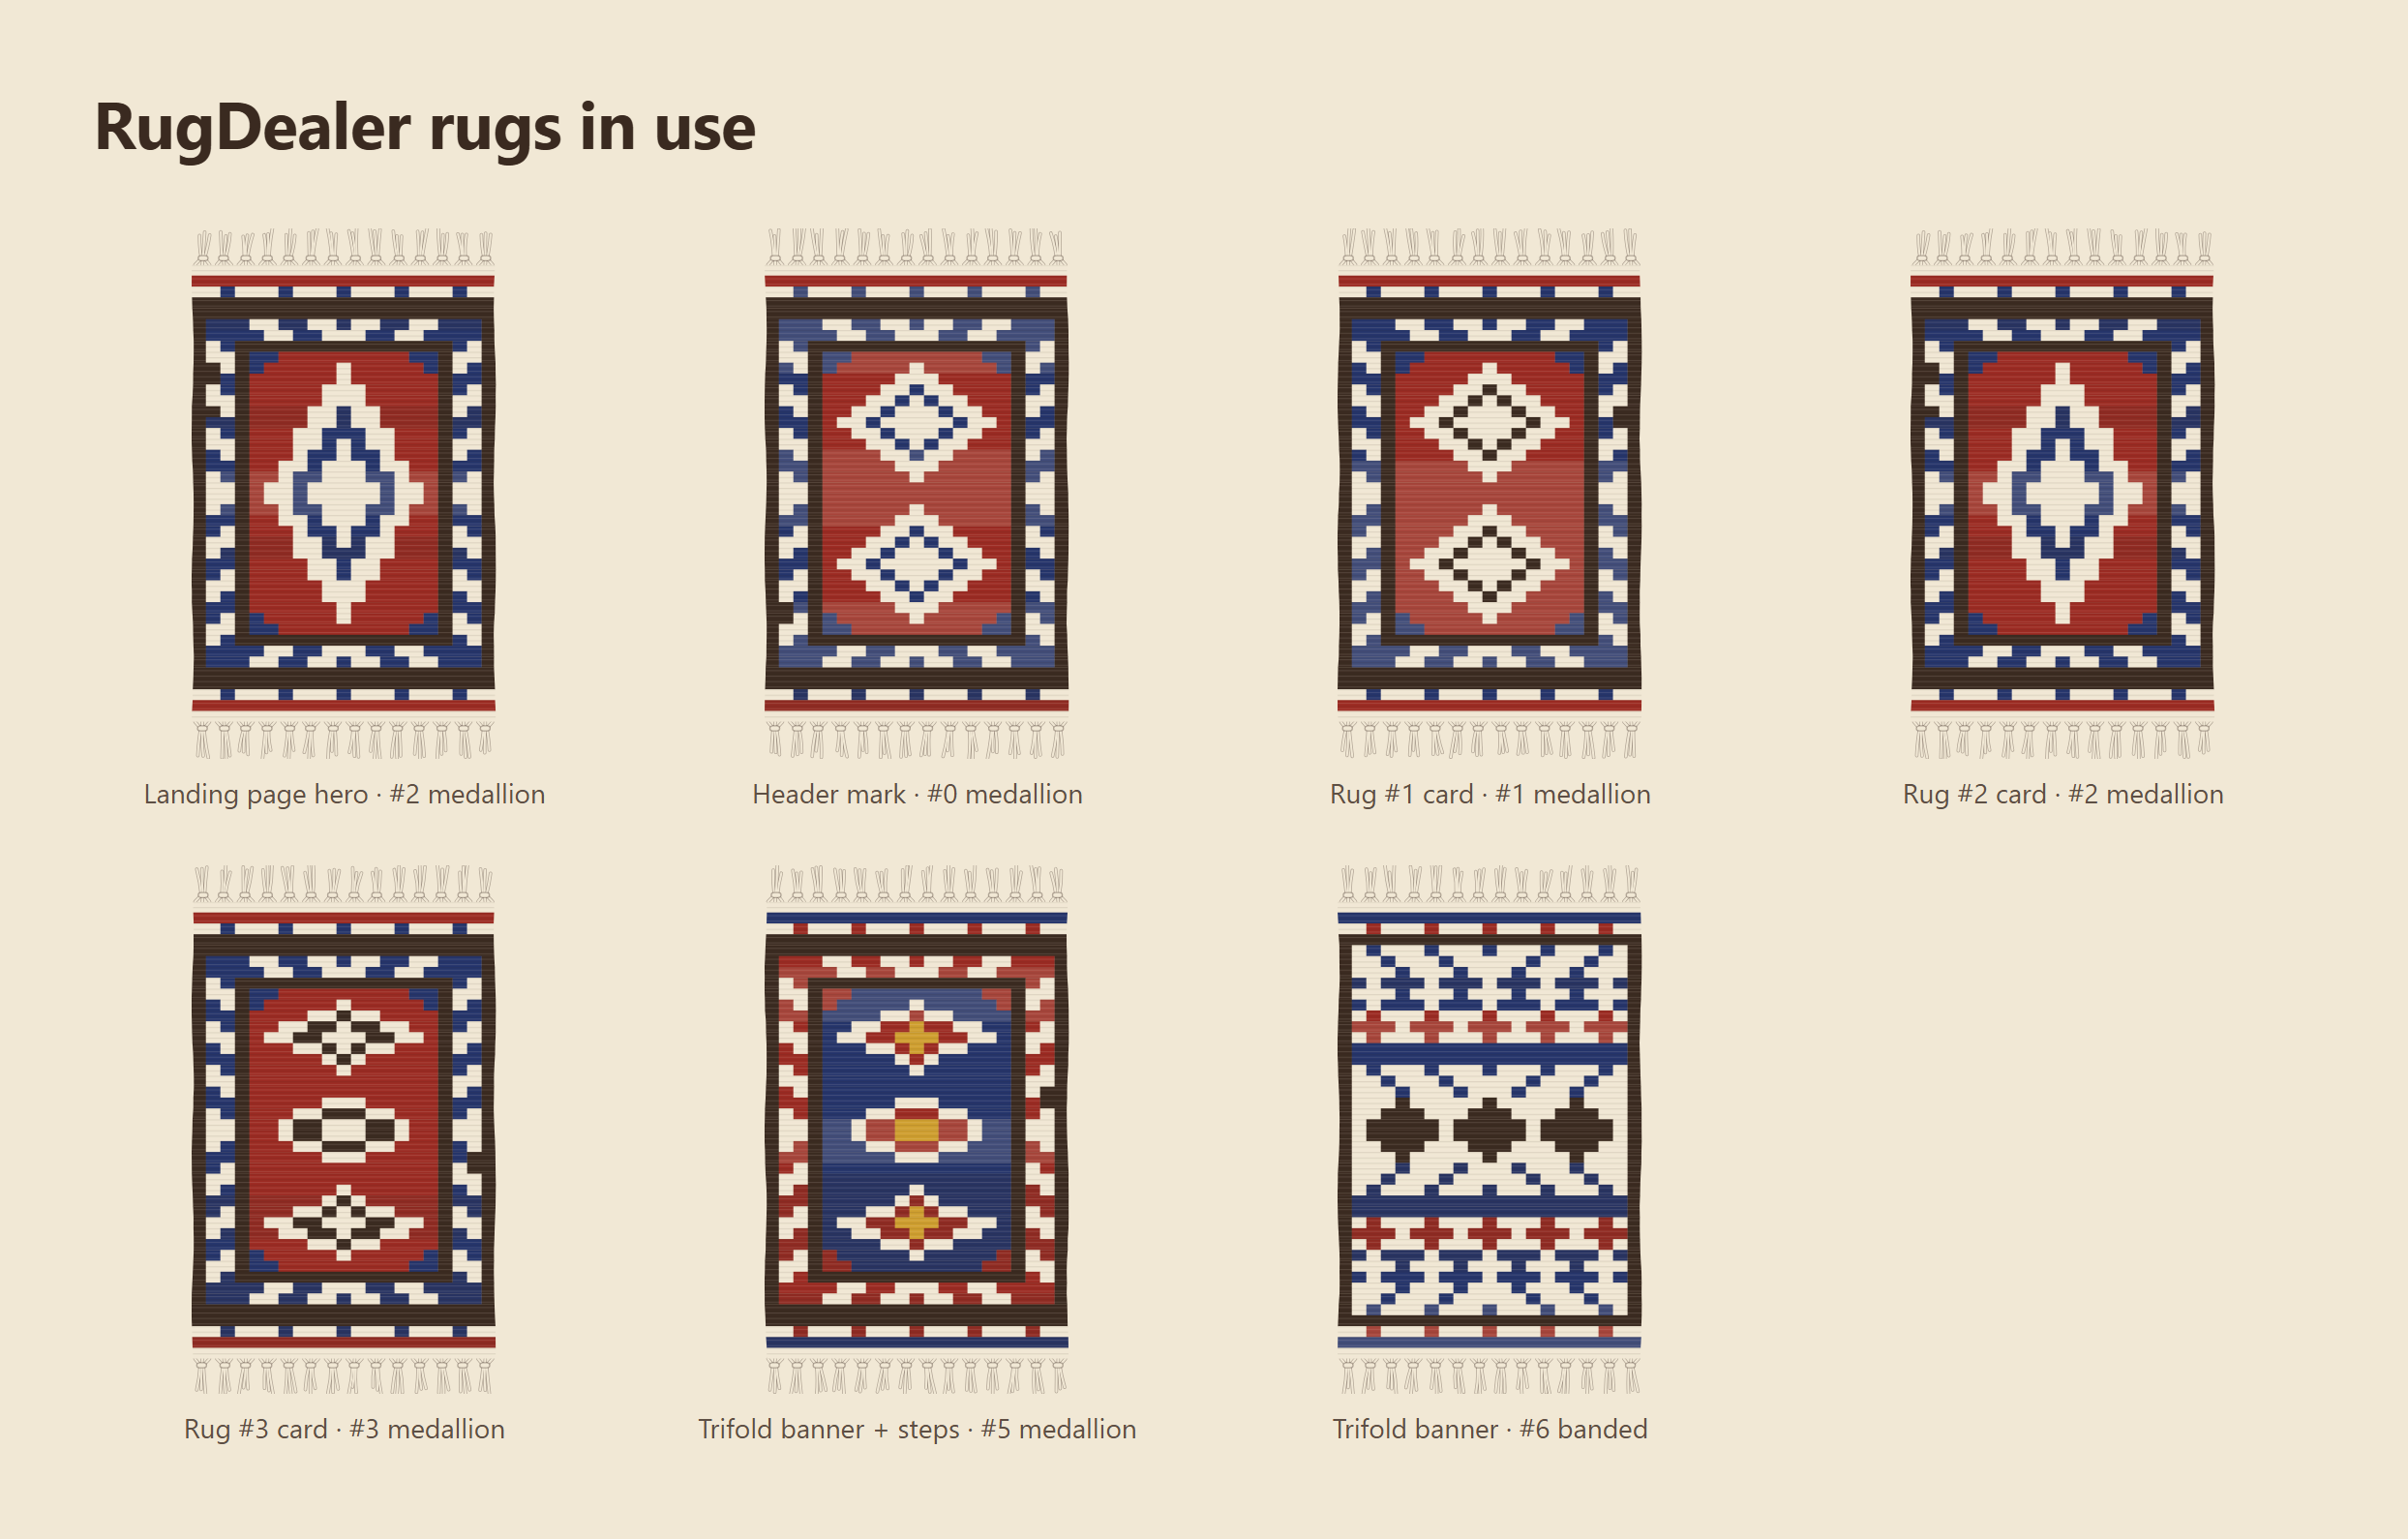 RugDealer rugs in use
Landing page hero · #2 medallion
Header mark · #0 medallion
Rug #1 card · #1 medallion
Rug #2 card · #2 medallion
Rug #3 card · #3 medallion
Trifold banner + steps · #5 medallion
Trifold banner · #6 banded